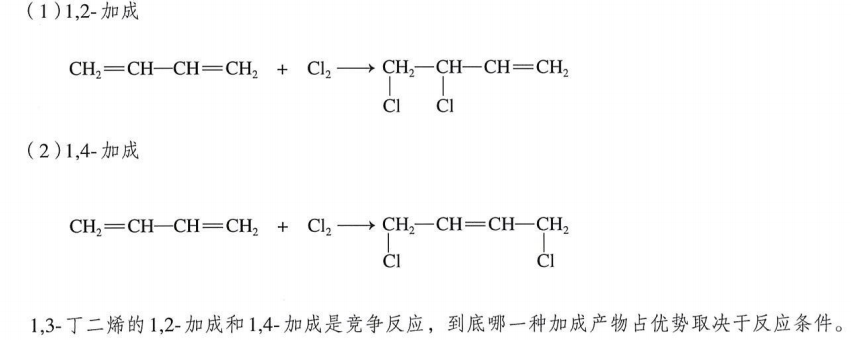 （1）1,2-加成
CH₂=CH—CH=CH₂ + Cl₂ ⟶ CH₂—CH—CH=CH₂
Cl Cl
（2）1,4-加成
CH₂=CH—CH=CH₂ + Cl₂ ⟶ CH₂—CH=CH—CH₂
Cl Cl
1,3-丁二烯的1,2-加成和1,4-加成是竞争反应，到底哪一种加成产物占优势取决于反应条件。